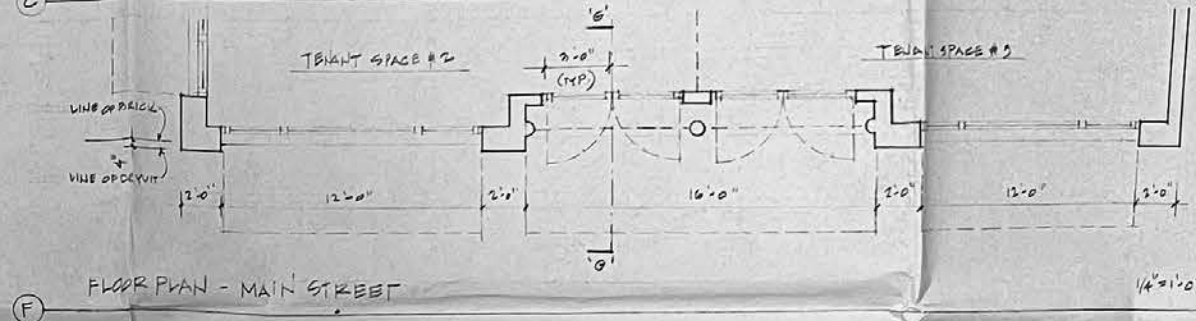 C
'G'
TENANT SPACE #2
3'-0"
(TYP.)
TENANT SPACE #3
LINE OF BRICK
LINE OF DRYVIT
2'-0"
12'-0"
2'-0"
16'-0"
2'-0"
12'-0"
2'-0"
'G'
FLOOR PLAN - MAIN STREET
1/4"=1'-0
F